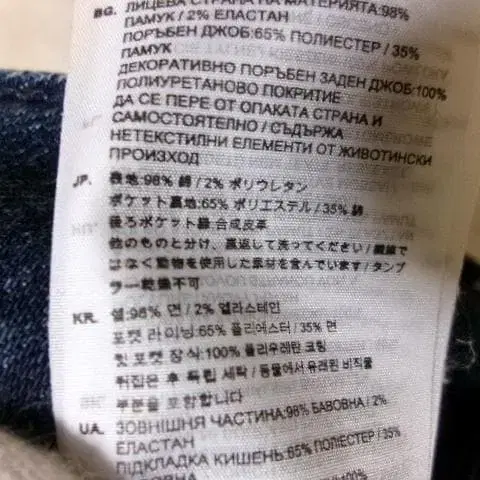 BG. ЛИЦЕВА СТРАНА НА МАТЕРИЯТА:98%
ПАМУК / 2% ЕЛАСТАН
ПОРЪБЕН ДЖОБ:65% ПОЛИЕСТЕР / 35%
ПАМУК
ДЕКОРАТИВНО ПОРЪБЕН ЗАДЕН ДЖОБ:100%
ПОЛИУРЕТАНОВО ПОКРИТИЕ
ДА СЕ ПЕРЕ ОТ ОПАКАТА СТРАНА И
САМОСТОЯТЕЛНО / СЪДЪРЖА
НЕТЕКСТИЛНИ ЕЛЕМЕНТИ ОТ ЖИВОТИНСКИ
ПРОИЗХОД
JP. 表地:98% 綿 / 2% ポリウレタン
ポケット裏地:65% ポリエステル / 35% 綿
後ろポケット縁 合成皮革
他のものと分け、裏返して洗ってください / 繊維で
はなく動物を使用した素材を含んでいます / タンブ
ラー乾燥不可
KR. 쉘:98% 면 / 2% 엘라스테인
포켓 라이닝:65% 폴리에스터 / 35% 면
힛 포켓 장식:100% 폴리우레탄 코팅
뒤집은 후 독립 세탁 / 동물에서 유래된 비직물
부분을 포함합니다
UA. ЗОВНІШНЯ ЧАСТИНА:98% БАВОВНА / 2%
ЕЛАСТАН
ПІДКЛАДКА КИШЕНЬ:65% ПОЛІЕСТЕР / 35%